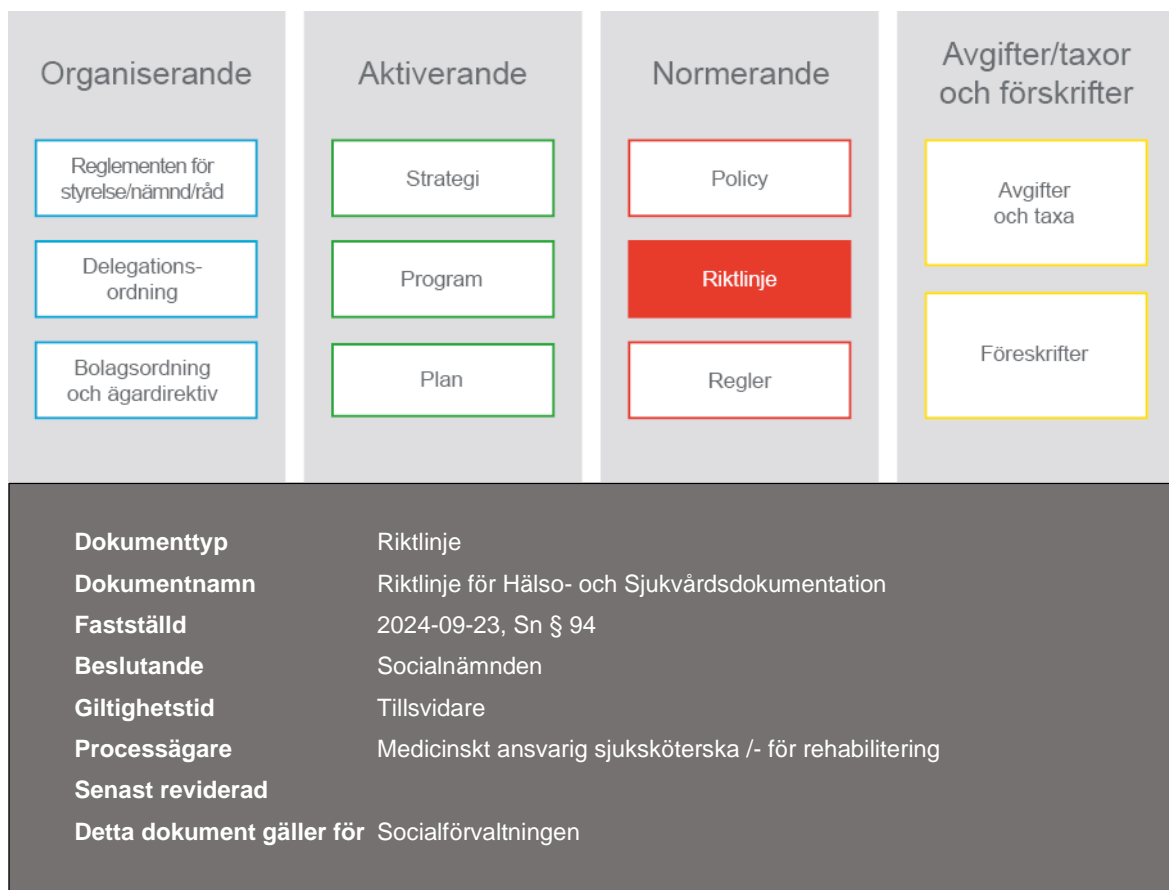 Organiserande
Reglementen för
styrelse/nämnd/råd
Delegations-
ordning
Bolagsordning
och ägardirektiv
Aktiverande
Strategi
Program
Plan
Normerande
Policy
Riktlinje
Regler
Avgifter/taxor
och förskrifter
Avgifter
och taxa
Föreskrifter
Dokumenttyp Riktlinje
Dokumentnamn Riktlinje för Hälso- och Sjukvårdsdokumentation
Fastställd 2024-09-23, Sn § 94
Beslutande Socialnämnden
Giltighetstid Tillsvidare
Processägare Medicinskt ansvarig sjuksköterska /- för rehabilitering
Senast reviderad
Detta dokument gäller för Socialförvaltningen